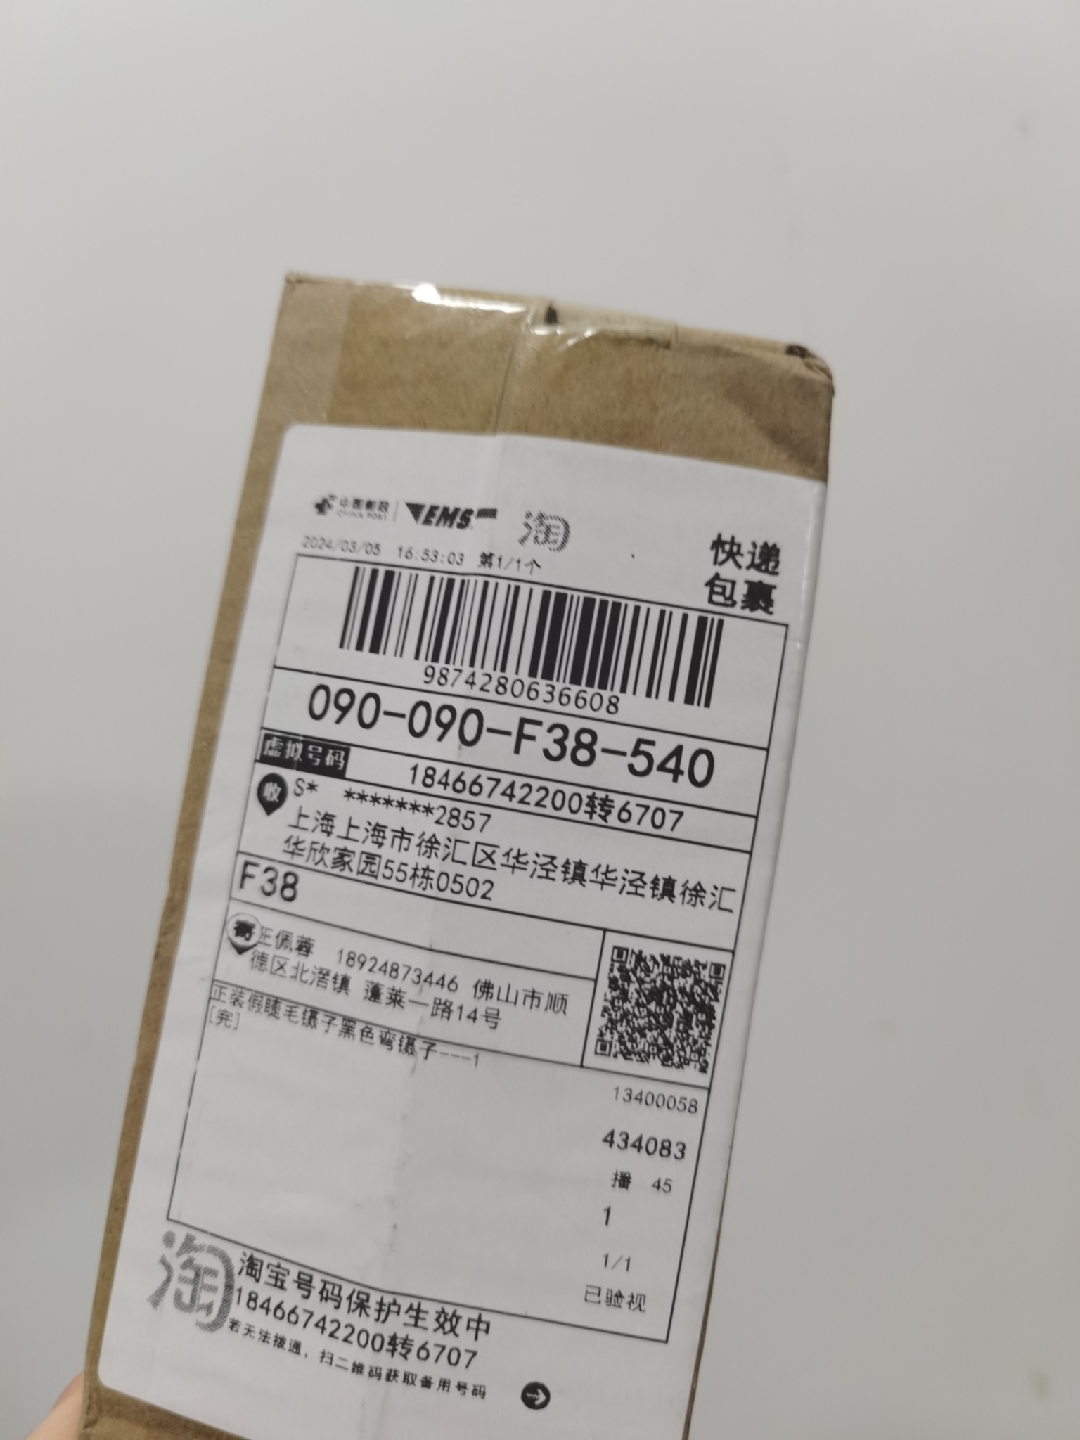 中国邮政
CHINA POST
EMS
淘
快递
包裹
2024/03/05 16:53:03 第1/1个
9874280636608
090-090-F38-540
虚拟号码
18466742200转6707
收
S* *******2857
上海上海市徐汇区华泾镇华泾镇徐汇
华欣家园55栋0502
F38
寄
王佩蓉 18924873446 佛山市顺
德区北滘镇 蓬莱一路14号
正装假睫毛镊子黑色弯镊子---1
[完]
13400058
434083
播 45
1
1/1
已验视
淘
淘宝号码保护生效中
18466742200转6707
若无法拨通，扫二维码获取备用号码